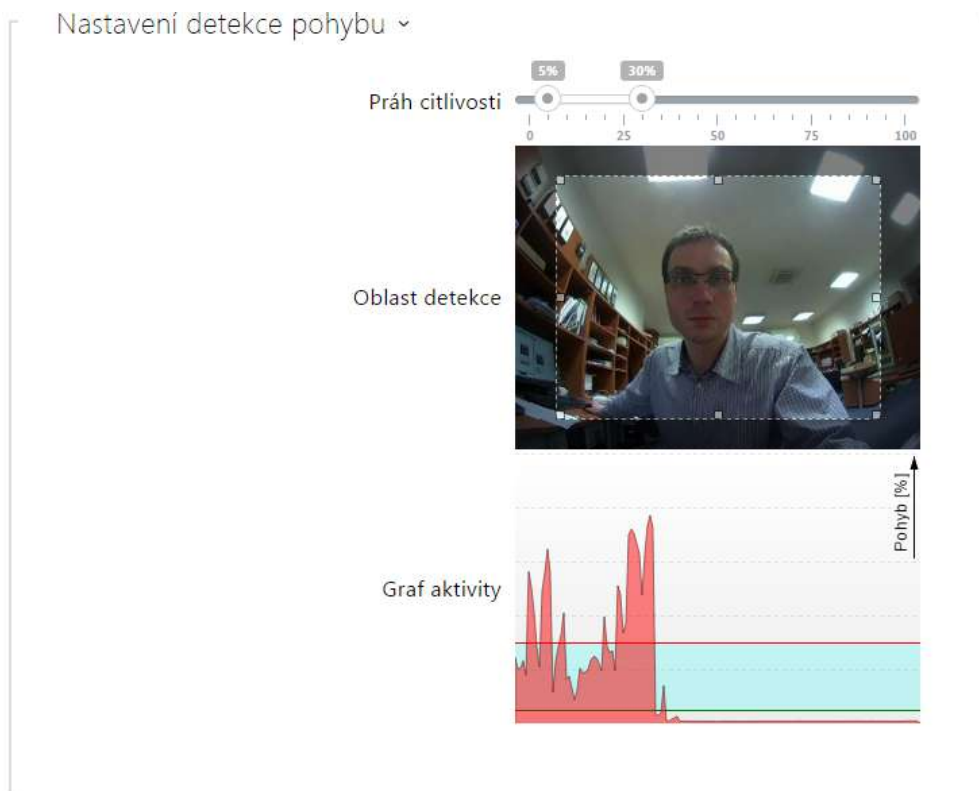 Nastavení detekce pohybu
5% 30%
Práh citlivosti
0 25 50 75 100
Oblast detekce
Pohyb [%]
Graf aktivity